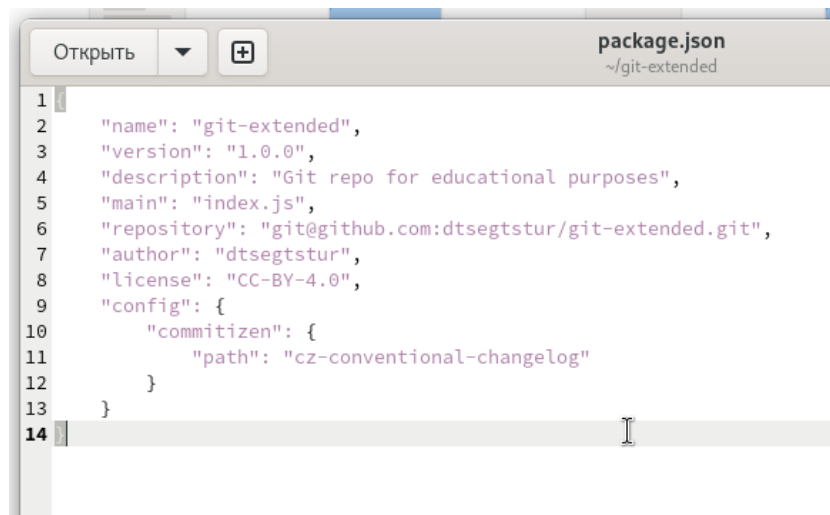 Открыть
package.json
~/git-extended
1 {
2     "name": "git-extended",
3     "version": "1.0.0",
4     "description": "Git repo for educational purposes",
5     "main": "index.js",
6     "repository": "git@github.com:dtsegtstur/git-extended.git",
7     "author": "dtsegtstur",
8     "license": "CC-BY-4.0",
9     "config": {
10         "commitizen": {
11             "path": "cz-conventional-changelog"
12         }
13     }
14 }